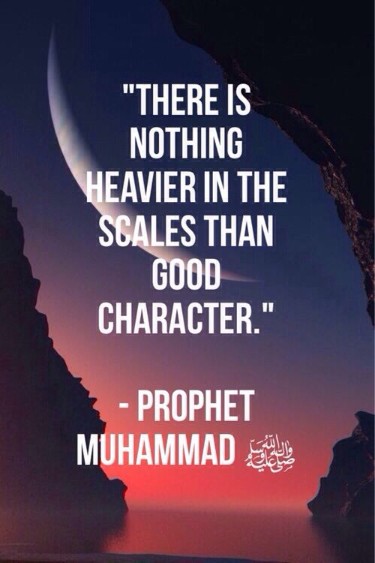 "THERE IS
NOTHING
HEAVIER IN THE
SCALES THAN
GOOD
CHARACTER."
- PROPHET
MUHAMMAD ﷺ